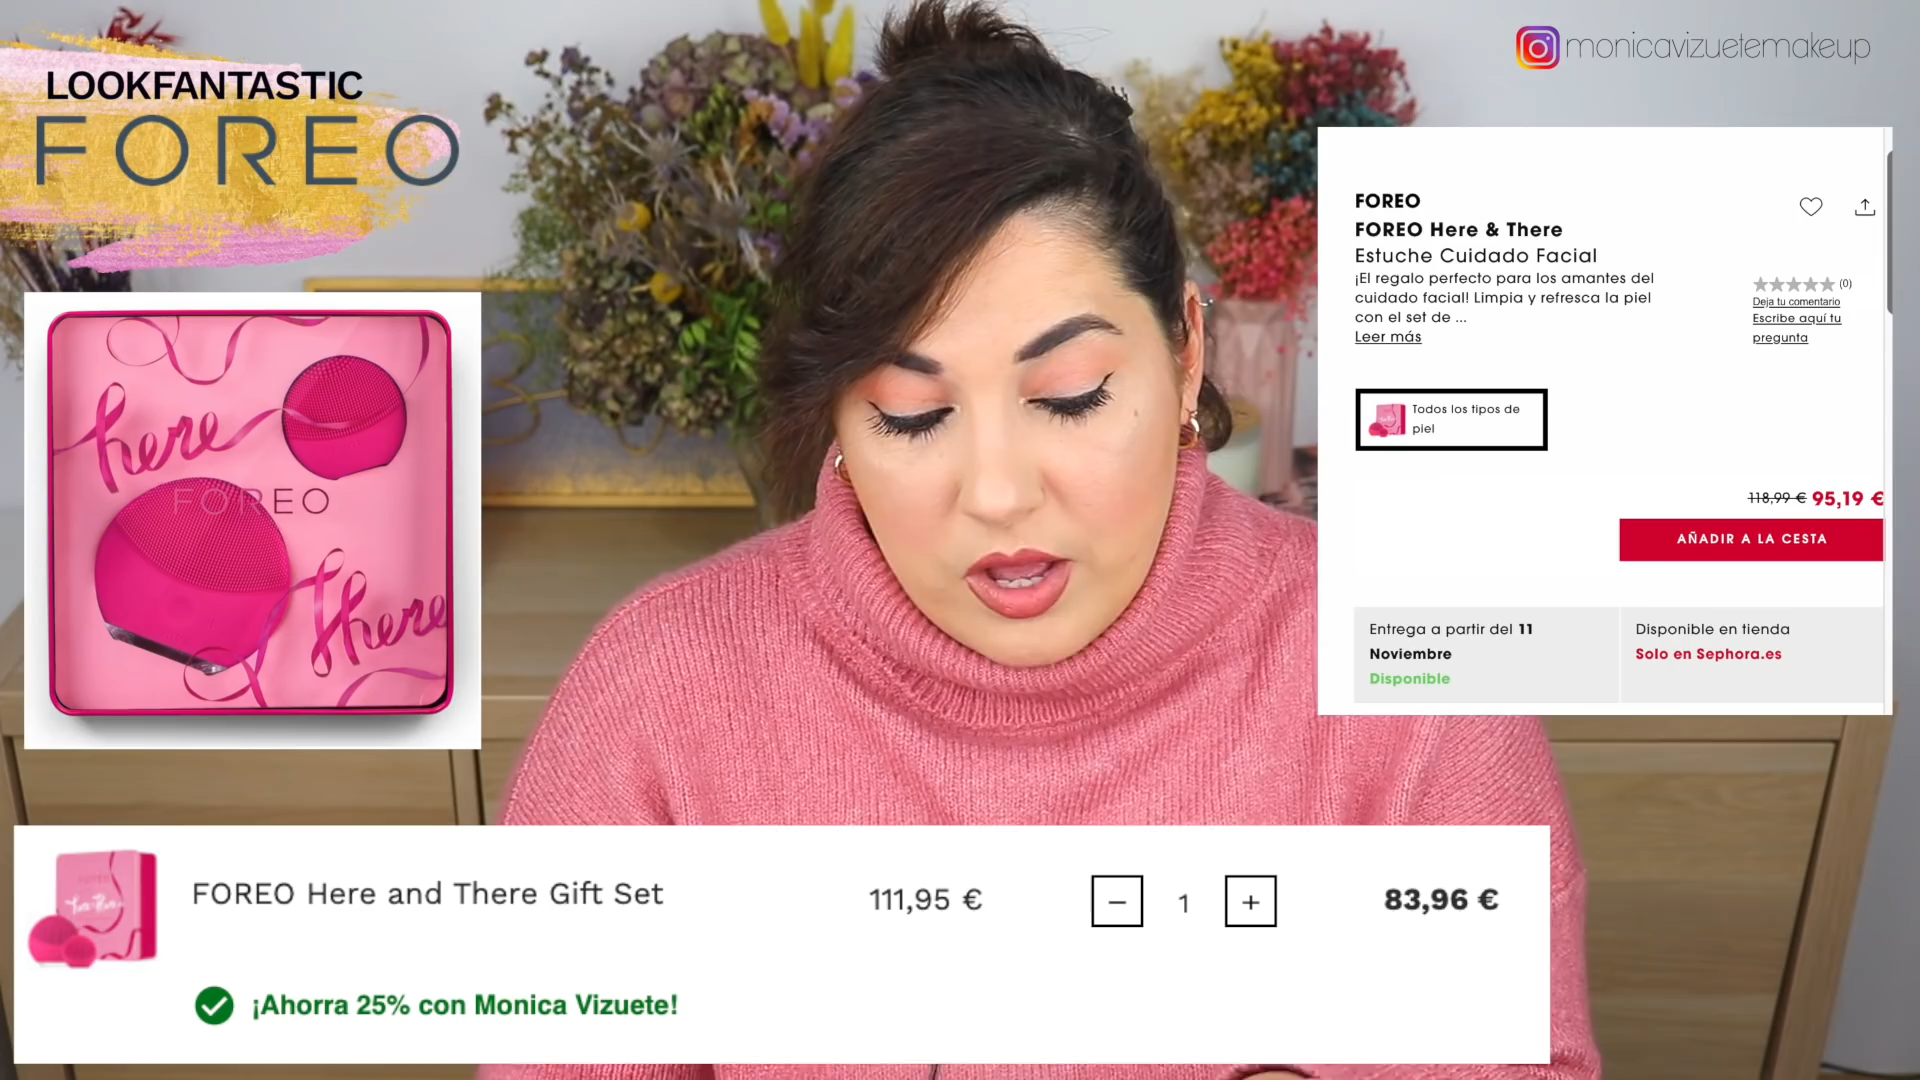 LOOKFANTASTIC
FOREO
monicavizuetemakeup
here
FOREO
there
FOREO
FOREO Here & There
Estuche Cuidado Facial
¡El regalo perfecto para los amantes del
cuidado facial! Limpia y refresca la piel
con el set de ...
Leer más
(0)
Deja tu comentario
Escribe aquí tu
pregunta
Todos los tipos de
piel
118,99 € 95,19 €
AÑADIR A LA CESTA
Entrega a partir del 11
Noviembre
Disponible
Disponible en tienda
Solo en Sephora.es
FOREO Here and There Gift Set
111,95 €
1
83,96 €
¡Ahorra 25% con Monica Vizuete!